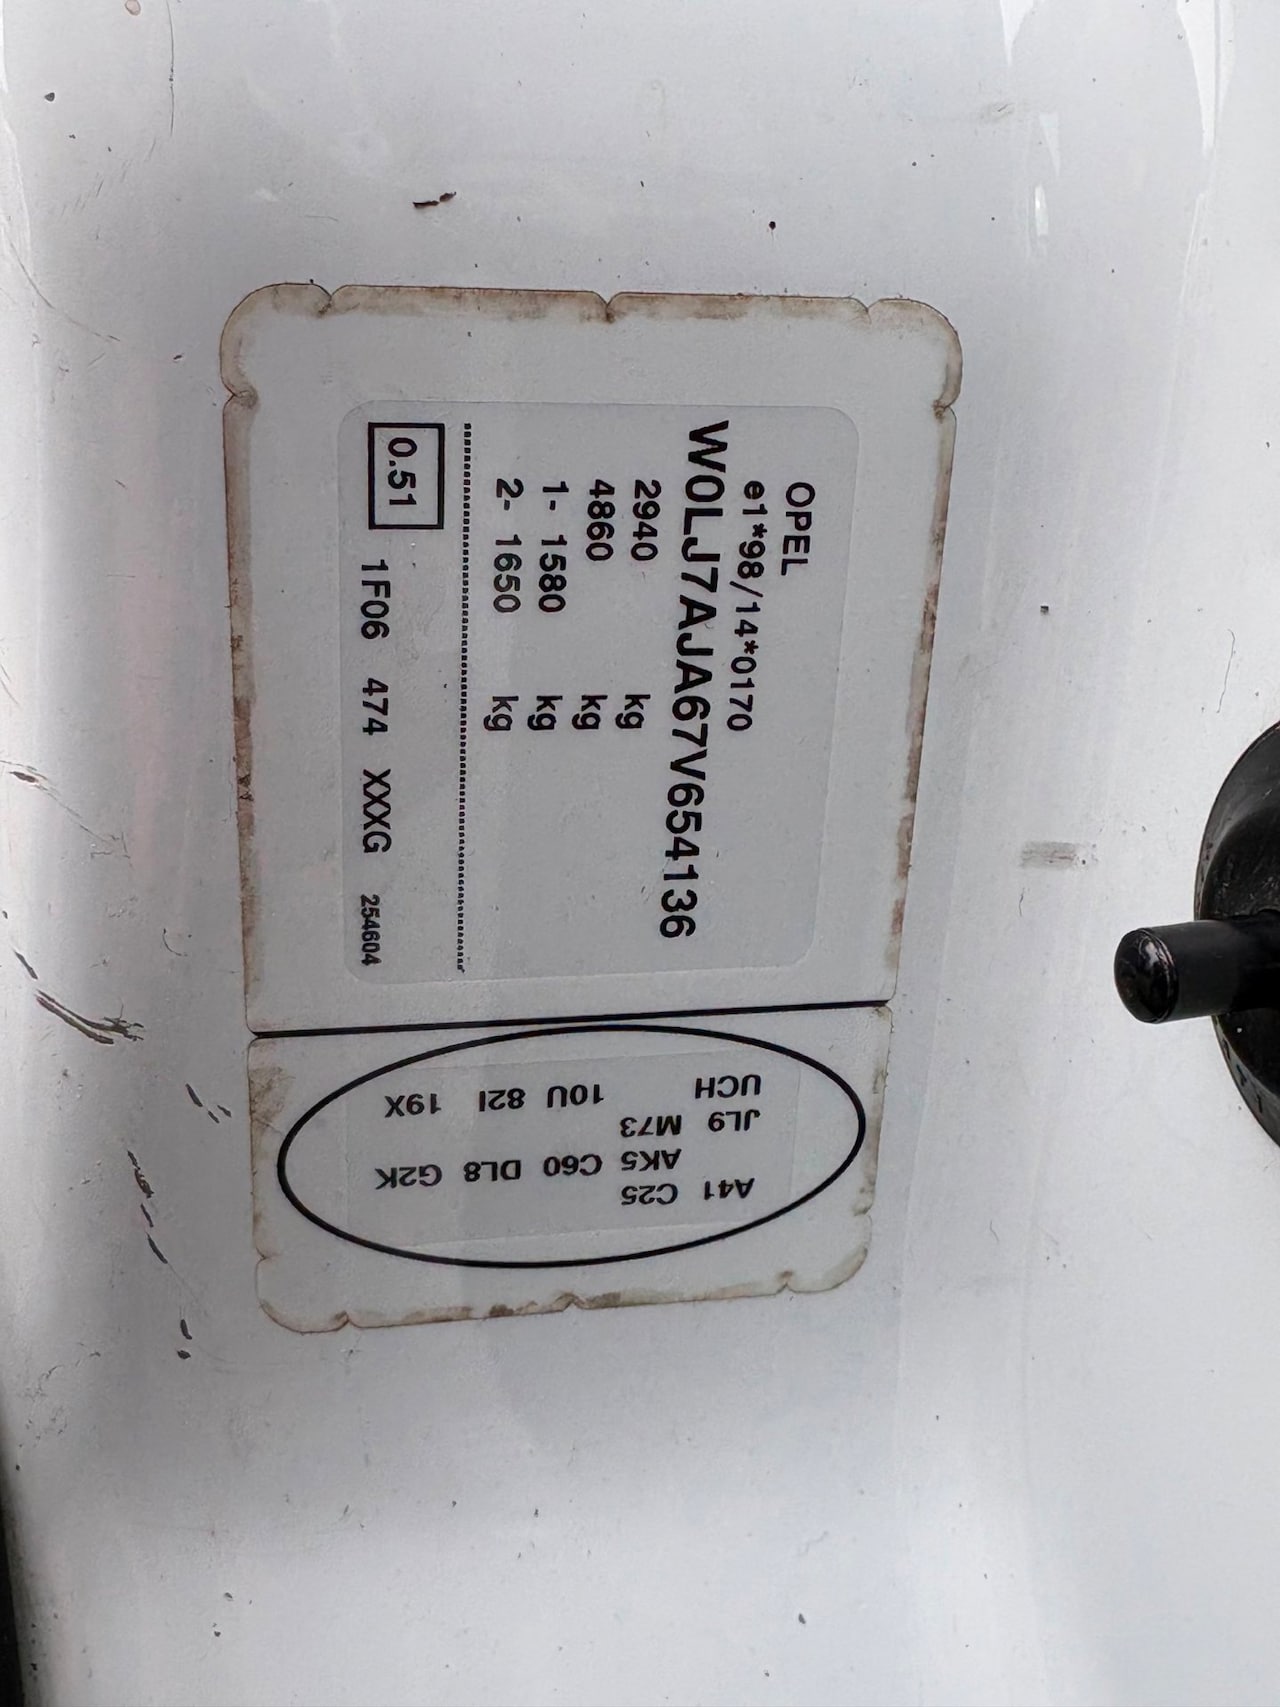 OPEL
e1*98/14*0170
W0LJ7AJA67V654136
2940 kg
4860 kg
1- 1580 kg
2- 1650 kg
0.51 1F06 474 XXXG 254604
A41 C25
AK5 C60 DL8 G2K
JL9 M73
UCH 10U 82I 19X